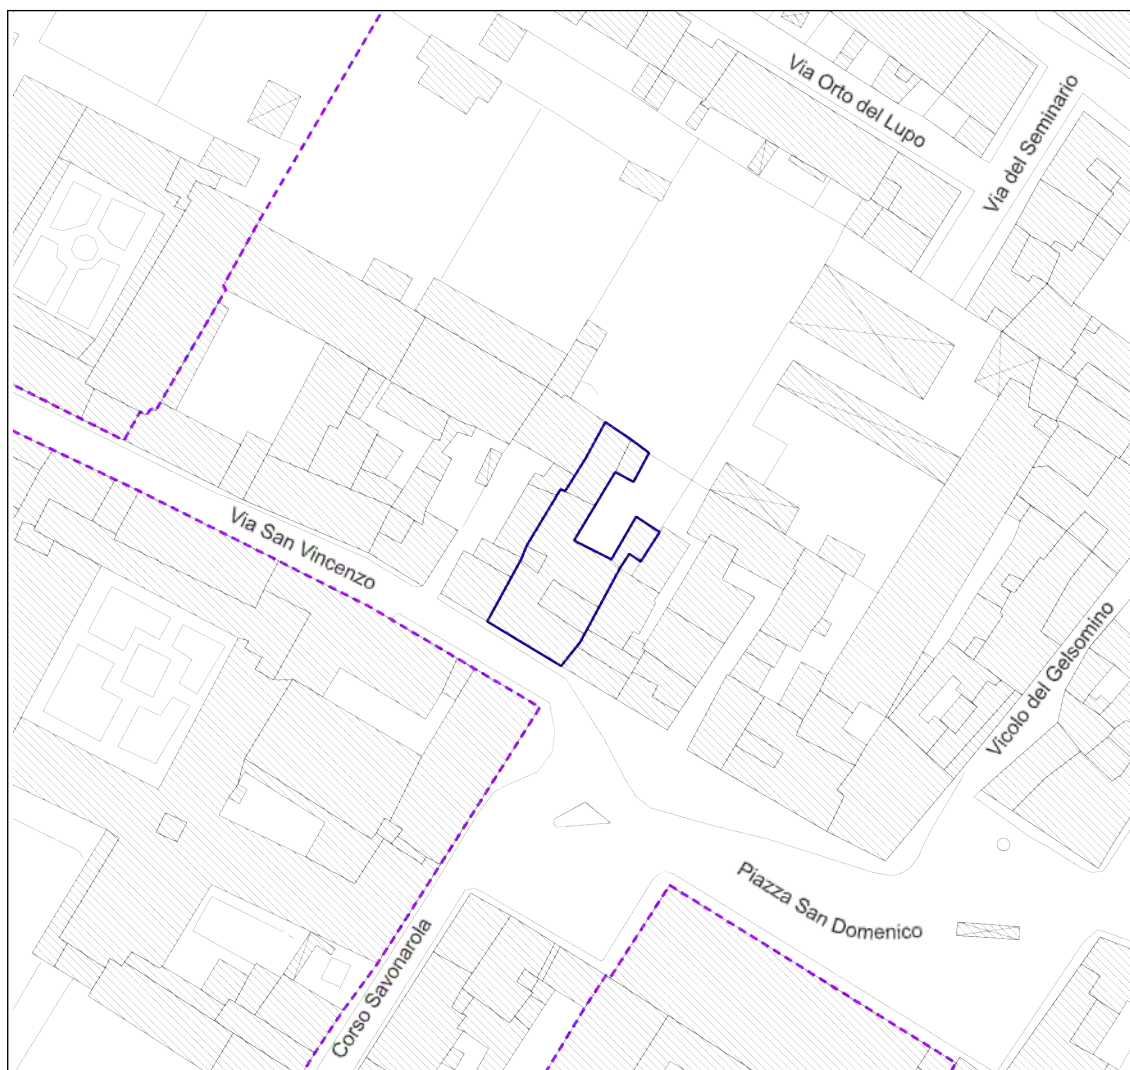 Via Orto del Lupo
Via del Seminario
Via San Vincenzo
Vicolo del Gelsomino
Piazza San Domenico
Corso Savonarola